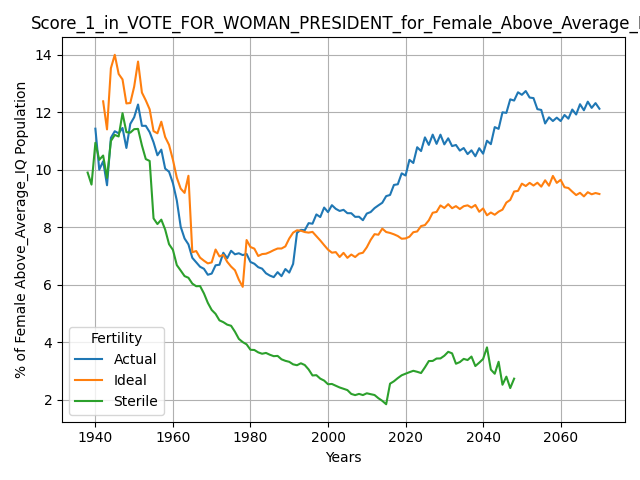 Score_1_in_VOTE_FOR_WOMAN_PRESIDENT_for_Female_Above_Average_
% of Female Above_Average_IQ Population
14
12
10
8
6
4
2
Fertility
Actual
Ideal
Sterile
1940 1960 1980 2000 2020 2040 2060
Years